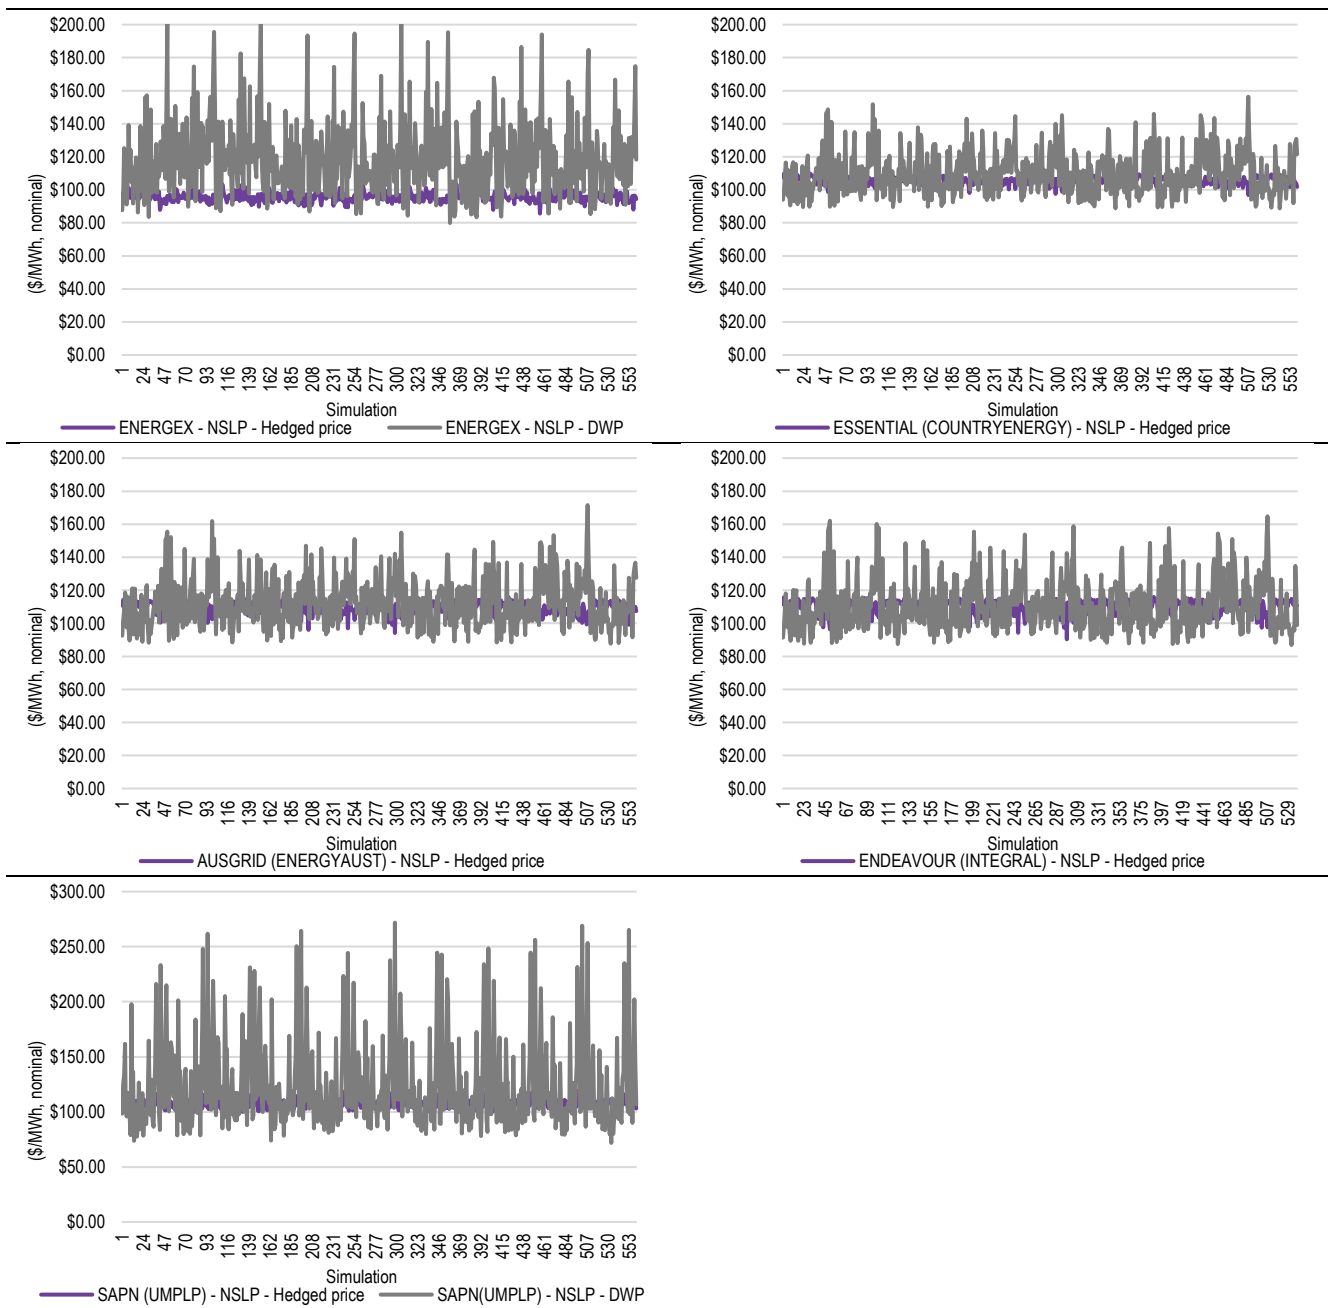 $200.00
$180.00
$160.00
$140.00
$120.00
$100.00
$80.00
$60.00
$40.00
$20.00
$0.00
($/MWh, nominal)
1 24 47 70 93 116 139 162 185 208 231 254 277 300 323 346 369 392 415 438 461 484 507 530 553
Simulation
ENERGEX - NSLP - Hedged price ENERGEX - NSLP - DWP
$200.00
$180.00
$160.00
$140.00
$120.00
$100.00
$80.00
$60.00
$40.00
$20.00
$0.00
($/MWh, nominal)
1 24 47 70 93 116 139 162 185 208 231 254 277 300 323 346 369 392 415 438 461 484 507 530 553
Simulation
ESSENTIAL (COUNTRYENERGY) - NSLP - Hedged price
$200.00
$180.00
$160.00
$140.00
$120.00
$100.00
$80.00
$60.00
$40.00
$20.00
$0.00
($/MWh, nominal)
1 24 47 70 93 116 139 162 185 208 231 254 277 300 323 346 369 392 415 438 461 484 507 530 553
Simulation
AUSGRID (ENERGYAUST) - NSLP - Hedged price
$200.00
$180.00
$160.00
$140.00
$120.00
$100.00
$80.00
$60.00
$40.00
$20.00
$0.00
($/MWh, nominal)
1 23 45 67 89 111 133 155 177 199 221 243 265 287 309 331 353 375 397 419 441 463 485 507 529
Simulation
ENDEAVOUR (INTEGRAL) - NSLP - Hedged price
$300.00
$250.00
$200.00
$150.00
$100.00
$50.00
$0.00
($/MWh, nominal)
1 24 47 70 93 116 139 162 185 208 231 254 277 300 323 346 369 392 415 438 461 484 507 530 553
Simulation
SAPN (UMPLP) - NSLP - Hedged price SAPN(UMPLP) - NSLP - DWP